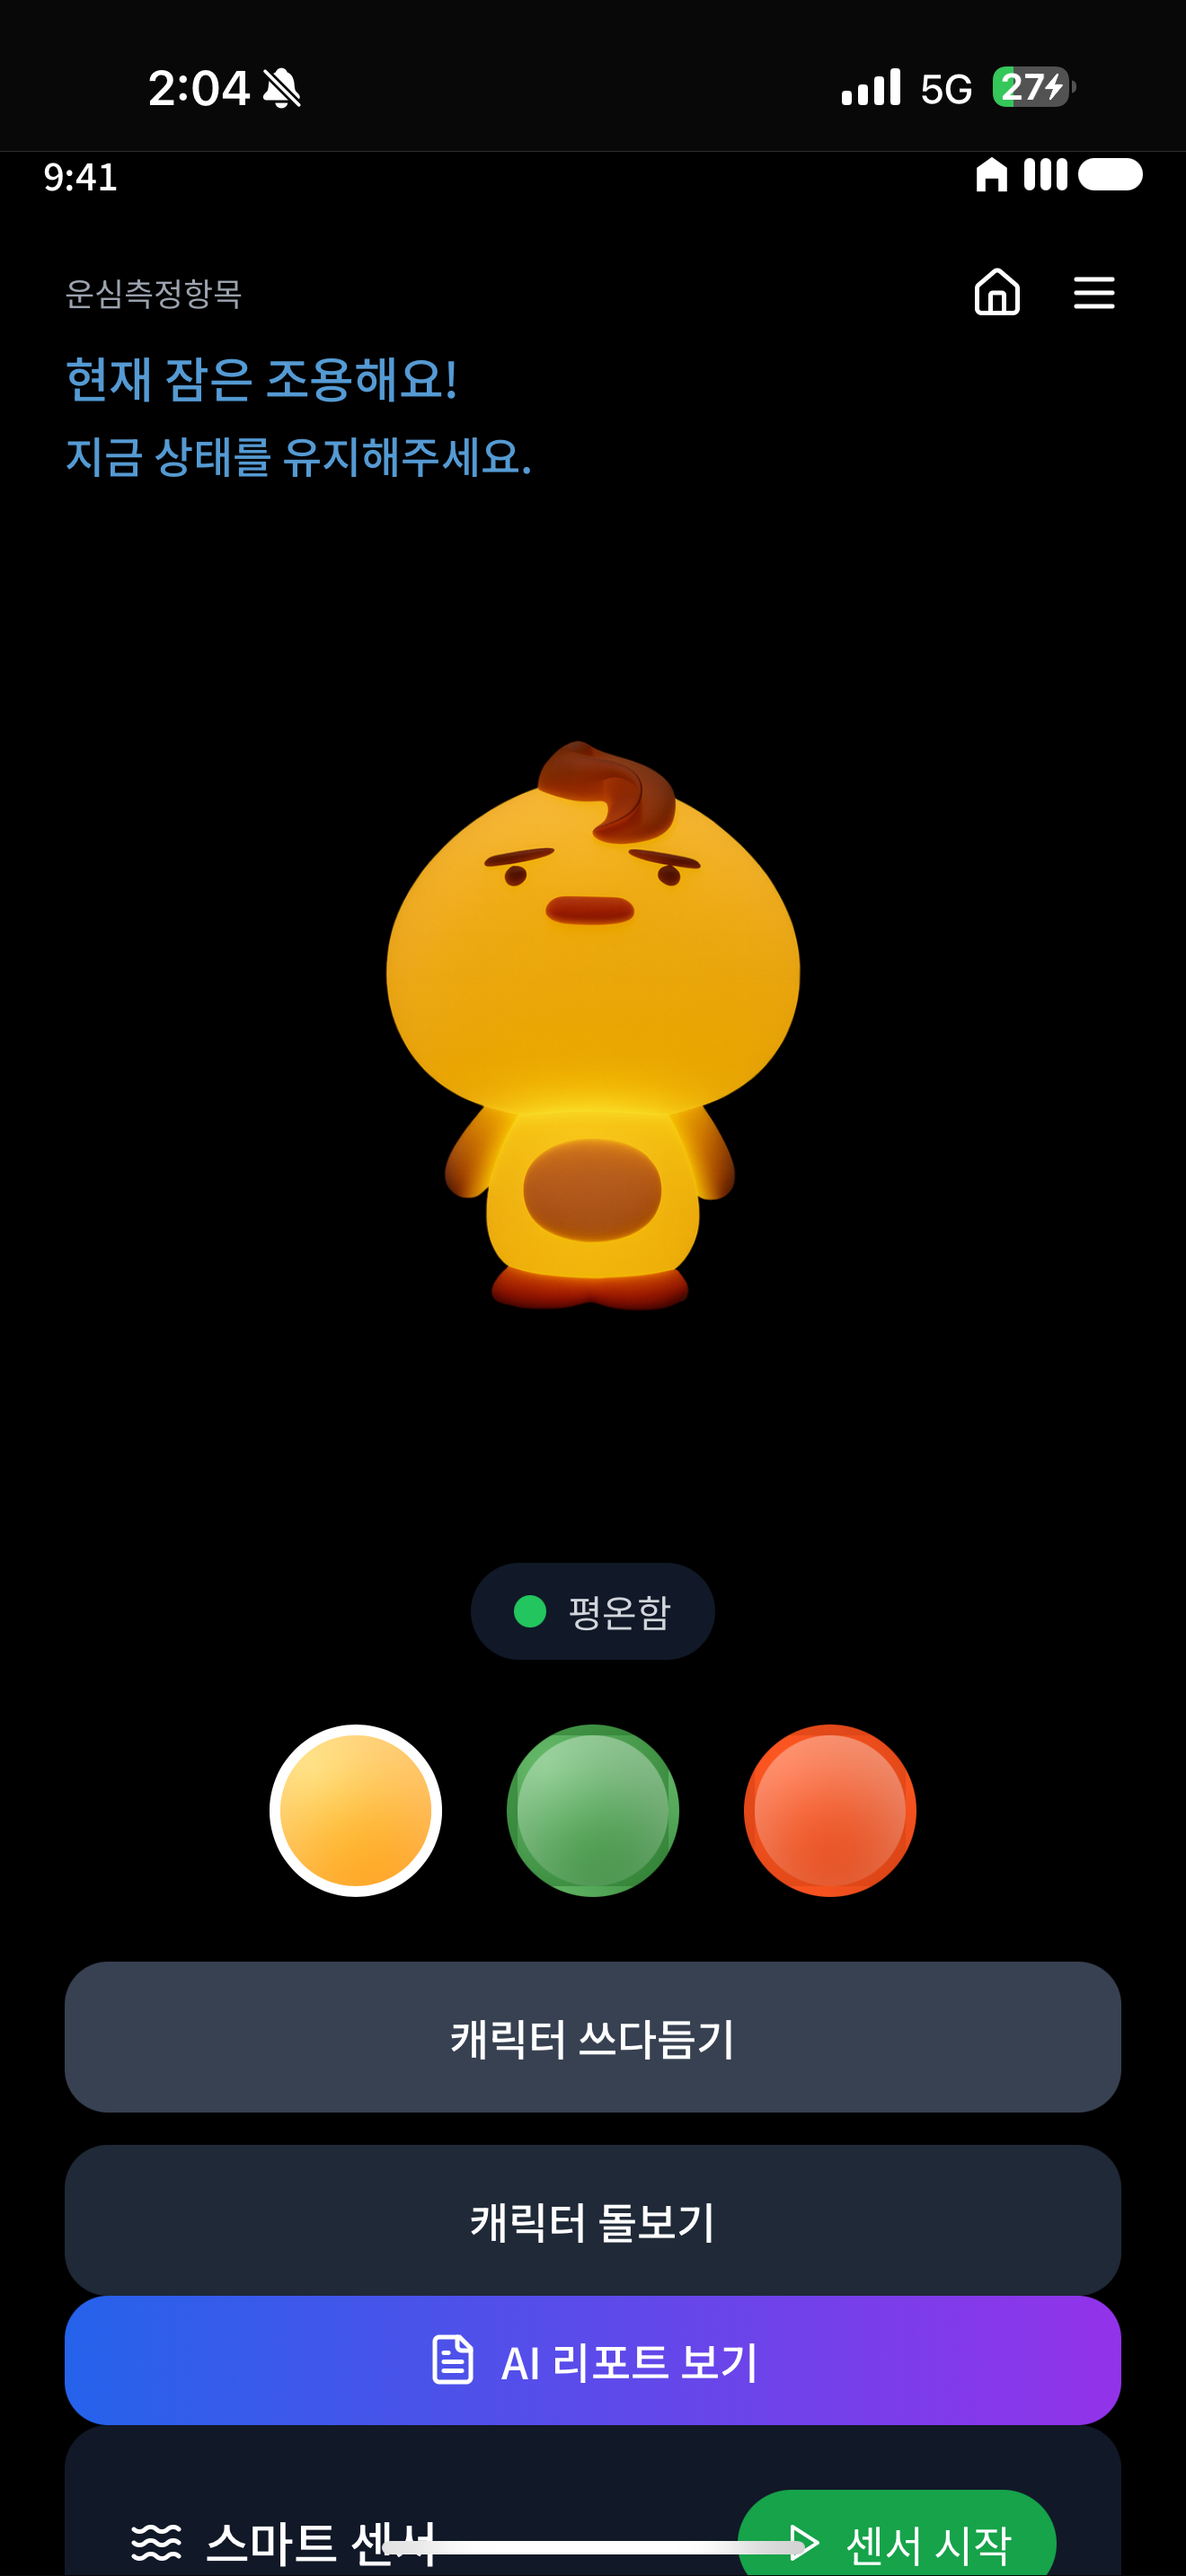 2:04
5G
27
9:41
운심측정항목
현재 잠은 조용해요!
지금 상태를 유지해주세요.
평온함
캐릭터 쓰다듬기
캐릭터 돌보기
AI 리포트 보기
스마트 센서
센서 시작